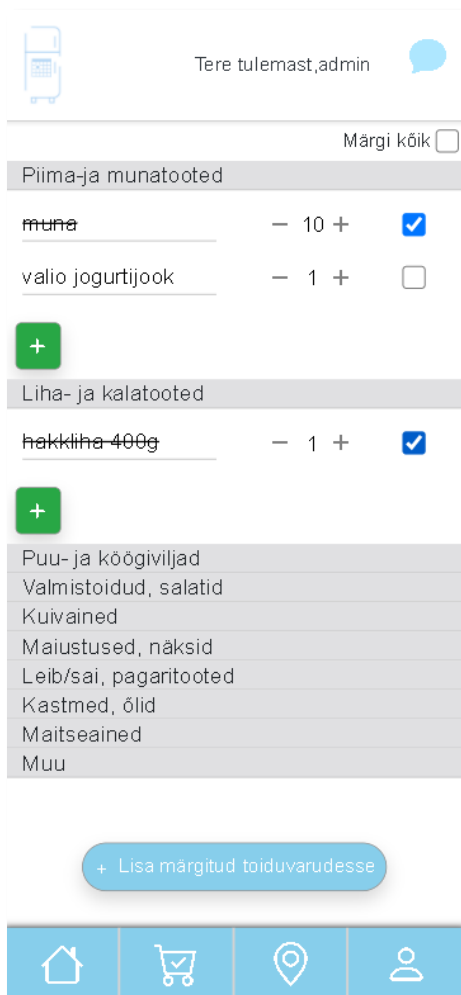 Tere tulemast,admin
Märgi kõik
Piima-ja munatooted
muna − 10 +
valio jogurtijook − 1 +
+
Liha- ja kalatooted
hakkliha 400g − 1 +
+
Puu- ja köögiviljad
Valmistoidud, salatid
Kuivained
Maiustused, näksid
Leib/sai, pagaritooted
Kastmed, õlid
Maitseained
Muu
+ Lisa märgitud toiduvarudesse